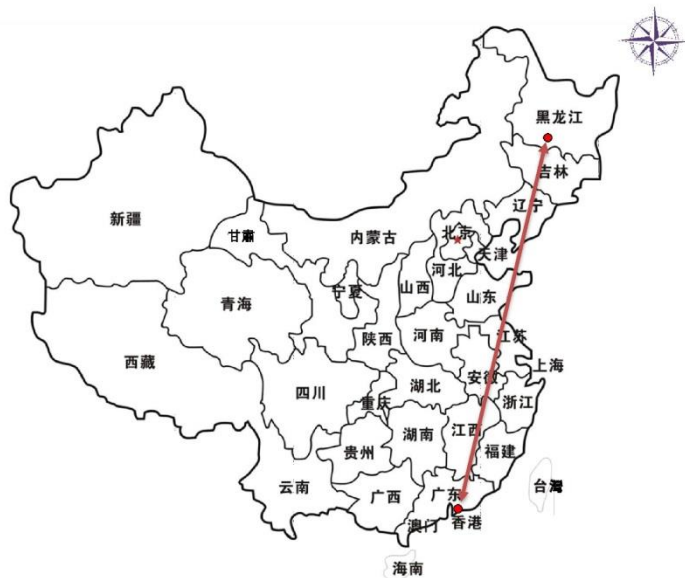 黑龙江
吉林
辽宁
新疆
甘肃
内蒙古
北京
天津
河北
宁夏
山西
山东
青海
陕西
河南
江苏
西藏
安徽
上海
四川
湖北
重庆
浙江
湖南
江西
贵州
福建
云南
广西
广东
台灣
澳门
香港
海南